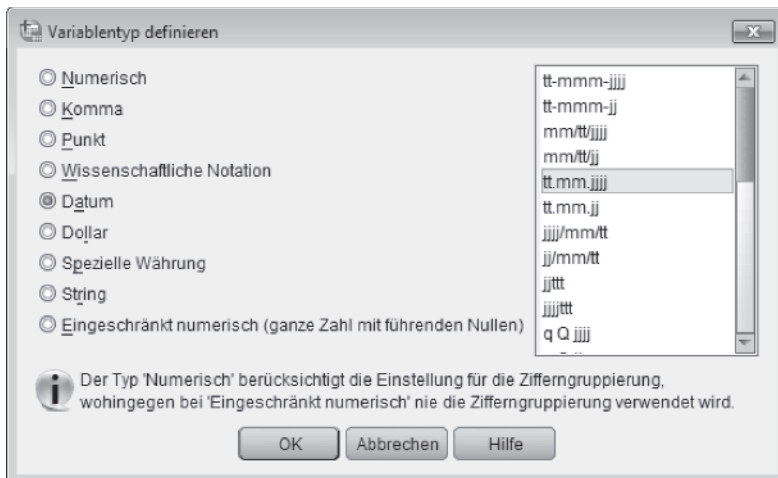 Variablentyp definieren
Numerisch
Komma
Punkt
Wissenschaftliche Notation
Datum
Dollar
Spezielle Währung
String
Eingeschränkt numerisch (ganze Zahl mit führenden Nullen)
tt-mmm-jjjj
tt-mmm-jj
mm/tt/jjjj
mm/tt/jj
tt.mm.jjjj
tt.mm.jj
jjjj/mm/tt
jj/mm/tt
jjttt
jjjjttt
q Q jjjj
Der Typ 'Numerisch' berücksichtigt die Einstellung für die Zifferngruppierung,
wohingegen bei 'Eingeschränkt numerisch' nie die Zifferngruppierung verwendet wird.
OK Abbrechen Hilfe